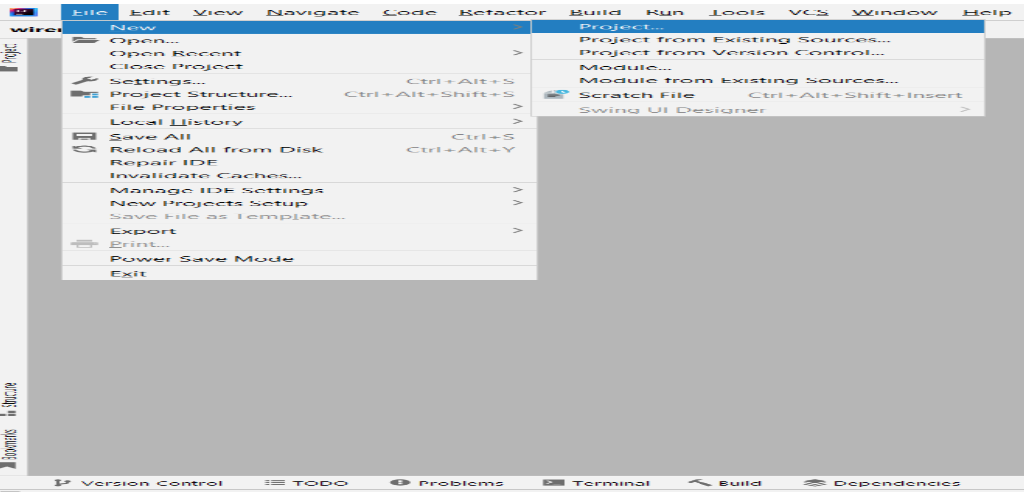 File Edit View Navigate Code Refactor Build Run Tools VCS Window Help
Project
New >
Open...
Open Recent >
Close Project
Settings... Ctrl+Alt+S
Project Structure... Ctrl+Alt+Shift+S
File Properties >
Local History >
Save All Ctrl+S
Reload All from Disk Ctrl+Alt+Y
Repair IDE
Invalidate Caches...
Manage IDE Settings >
New Projects Setup >
Save File as Template...
Export >
Print...
Power Save Mode
Exit
Project...
Project from Existing Sources...
Project from Version Control...
Module...
Module from Existing Sources...
Scratch File Ctrl+Alt+Shift+Insert
Swing UI Designer >
Structure
Bookmarks
Version Control TODO Problems Terminal Build Dependencies